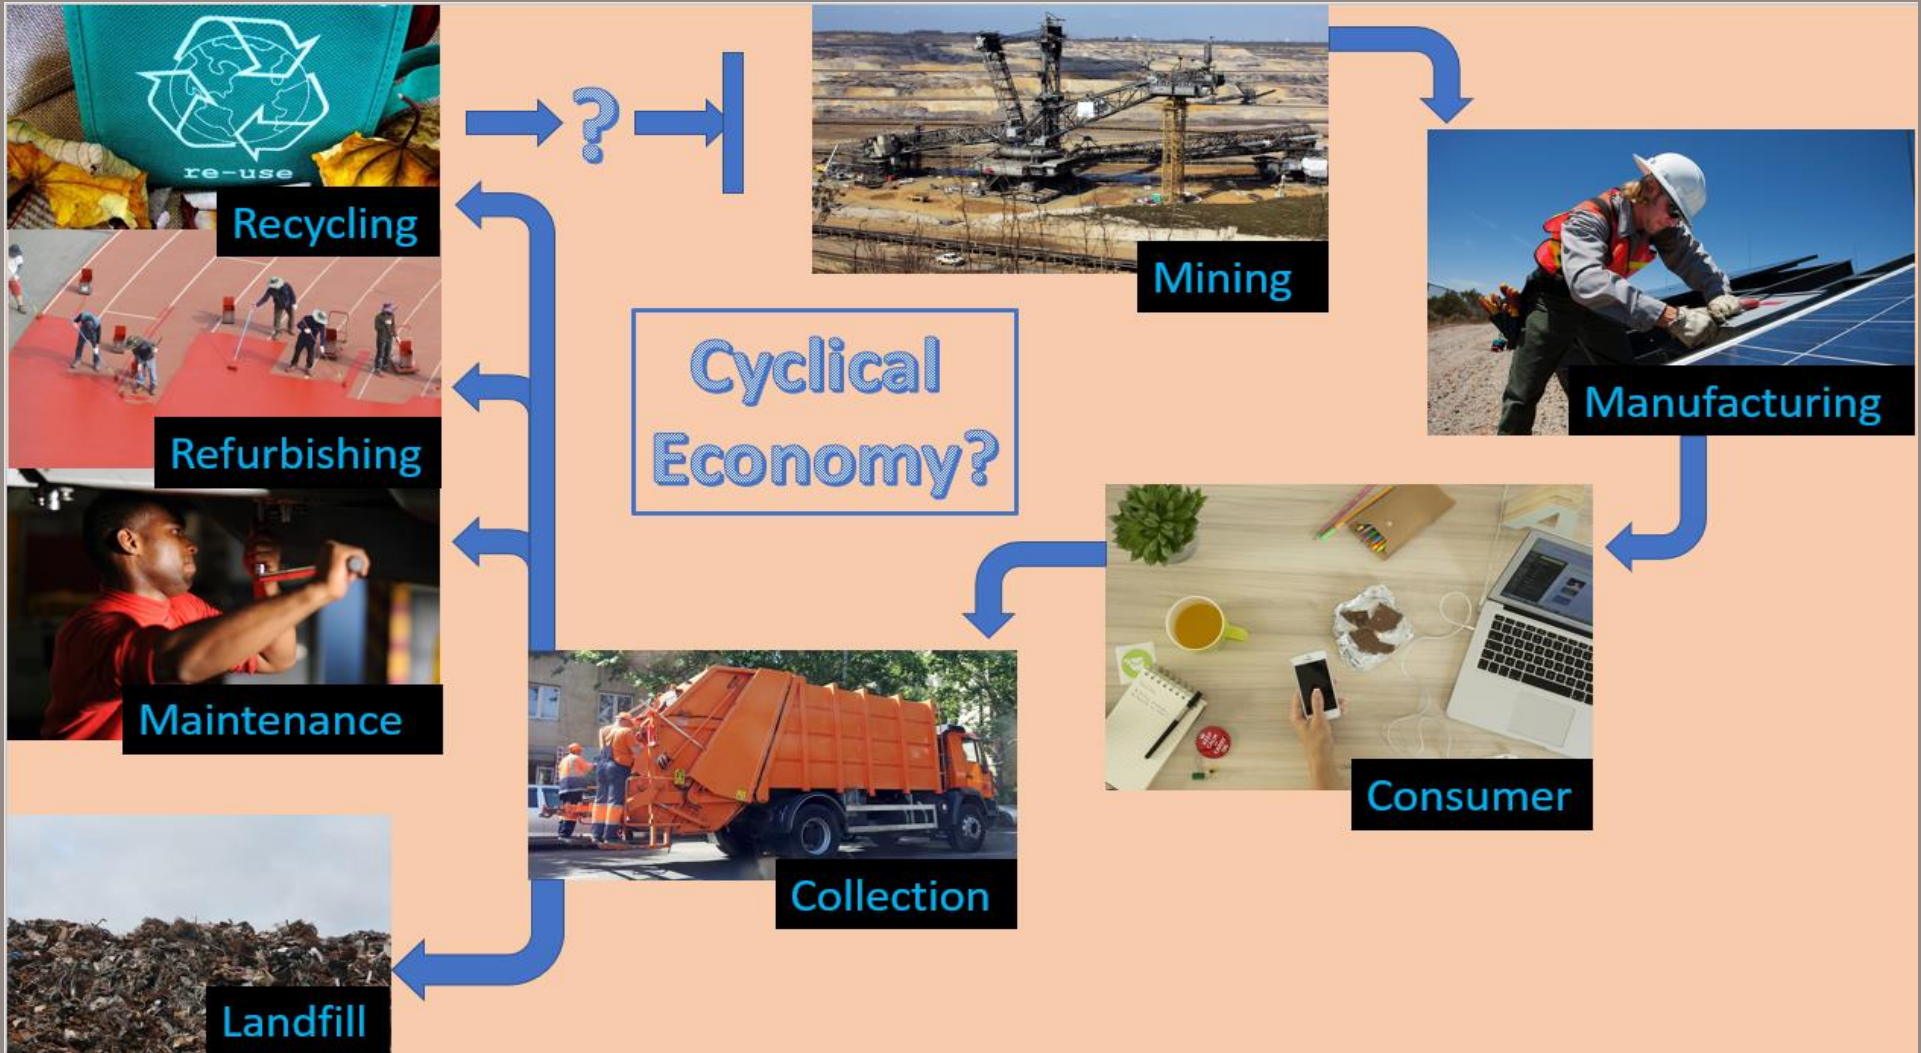 re-use
Recycling
?
Mining
Manufacturing
Refurbishing
Cyclical
Economy?
Maintenance
Consumer
Collection
Landfill